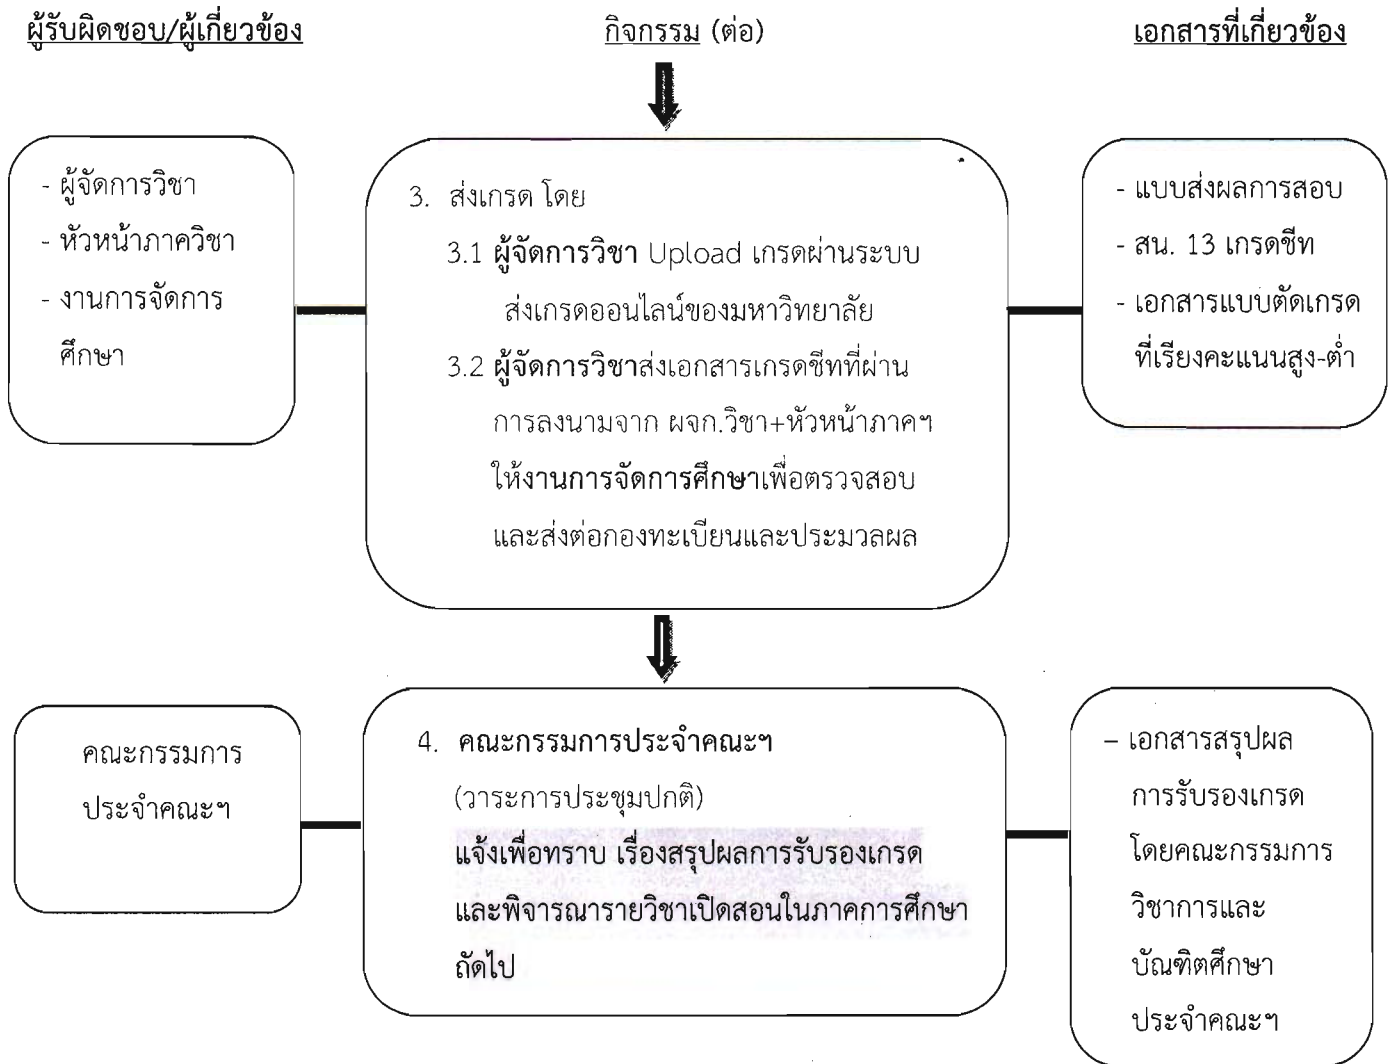 ผู้รับผิดชอบ/ผู้เกี่ยวข้อง
กิจกรรม (ต่อ)
เอกสารที่เกี่ยวข้อง
- ผู้จัดการวิชา
- หัวหน้าภาควิชา
- งานการจัดการ
ศึกษา
3. ส่งเกรด โดย
3.1 ผู้จัดการวิชา Upload เกรดผ่านระบบ
ส่งเกรดออนไลน์ของมหาวิทยาลัย
3.2 ผู้จัดการวิชาส่งเอกสารเกรดชีทที่ผ่าน
การลงนามจาก ผจก.วิชา+หัวหน้าภาคฯ
ให้งานการจัดการศึกษาเพื่อตรวจสอบ
และส่งต่อกองทะเบียนและประมวลผล
- แบบส่งผลการสอบ
- สน. 13 เกรดชีท
- เอกสารแบบตัดเกรด
ที่เรียงคะแนนสูง-ต่ำ
คณะกรรมการ
ประจำคณะฯ
4. คณะกรรมการประจำคณะฯ
(วาระการประชุมปกติ)
แจ้งเพื่อทราบ เรื่องสรุปผลการรับรองเกรด
และพิจารณารายวิชาเปิดสอนในภาคการศึกษา
ถัดไป
– เอกสารสรุปผล
การรับรองเกรด
โดยคณะกรรมการ
วิชาการและ
บัณฑิตศึกษา
ประจำคณะฯ